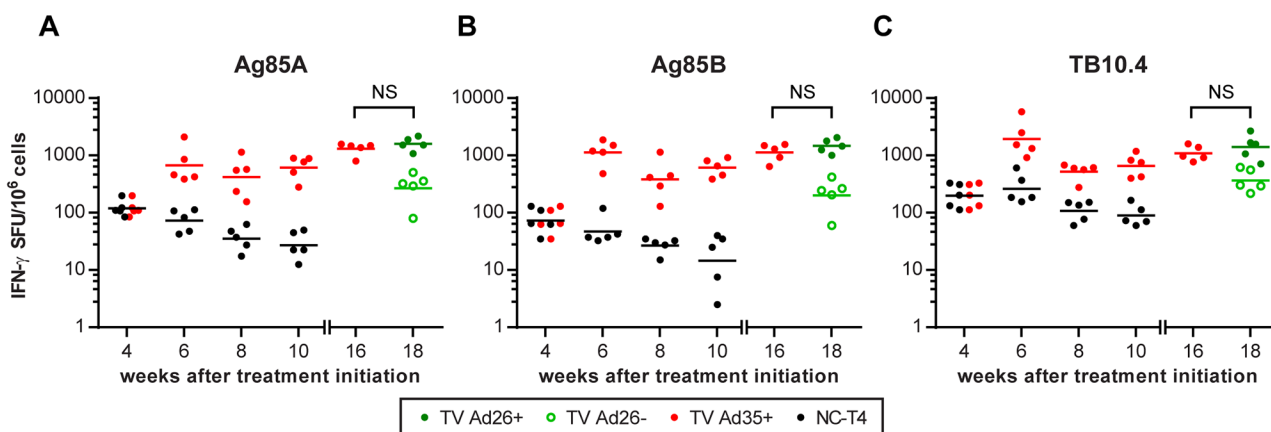 A
B
C
Ag85A
Ag85B
TB10.4
IFN-γ SFU/10⁶ cells
10000
1000
100
10
1
NS
4 6 8 10 16 18
weeks after treatment initiation
10000
1000
100
10
1
NS
4 6 8 10 16 18
weeks after treatment initiation
10000
1000
100
10
1
NS
4 6 8 10 16 18
weeks after treatment initiation
TV Ad26+ TV Ad26- TV Ad35+ NC-T4